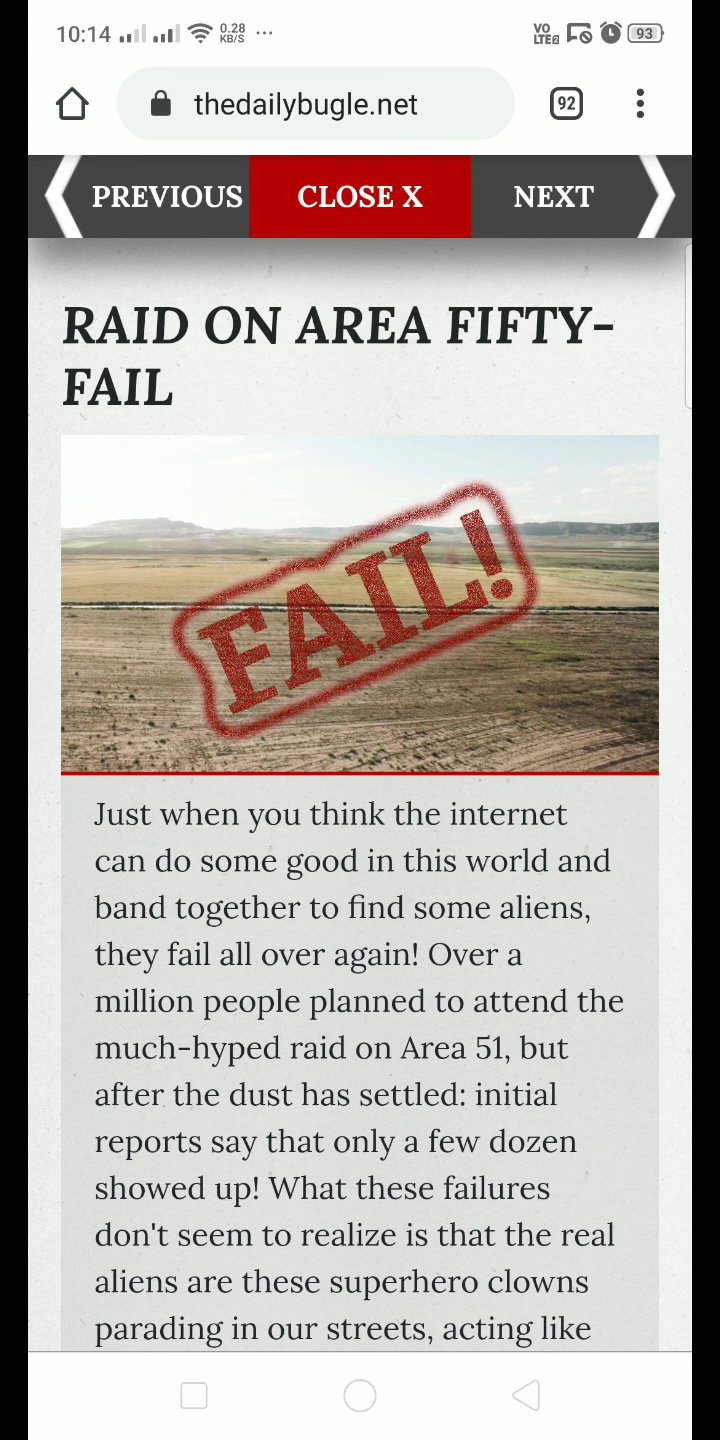 10:14 0.28 KB/S ... VO LTE2 93
thedailybugle.net 92
PREVIOUS CLOSE X NEXT
RAID ON AREA FIFTY-
FAIL
FAIL!
Just when you think the internet
can do some good in this world and
band together to find some aliens,
they fail all over again! Over a
million people planned to attend the
much-hyped raid on Area 51, but
after the dust has settled: initial
reports say that only a few dozen
showed up! What these failures
don't seem to realize is that the real
aliens are these superhero clowns
parading in our streets, acting like